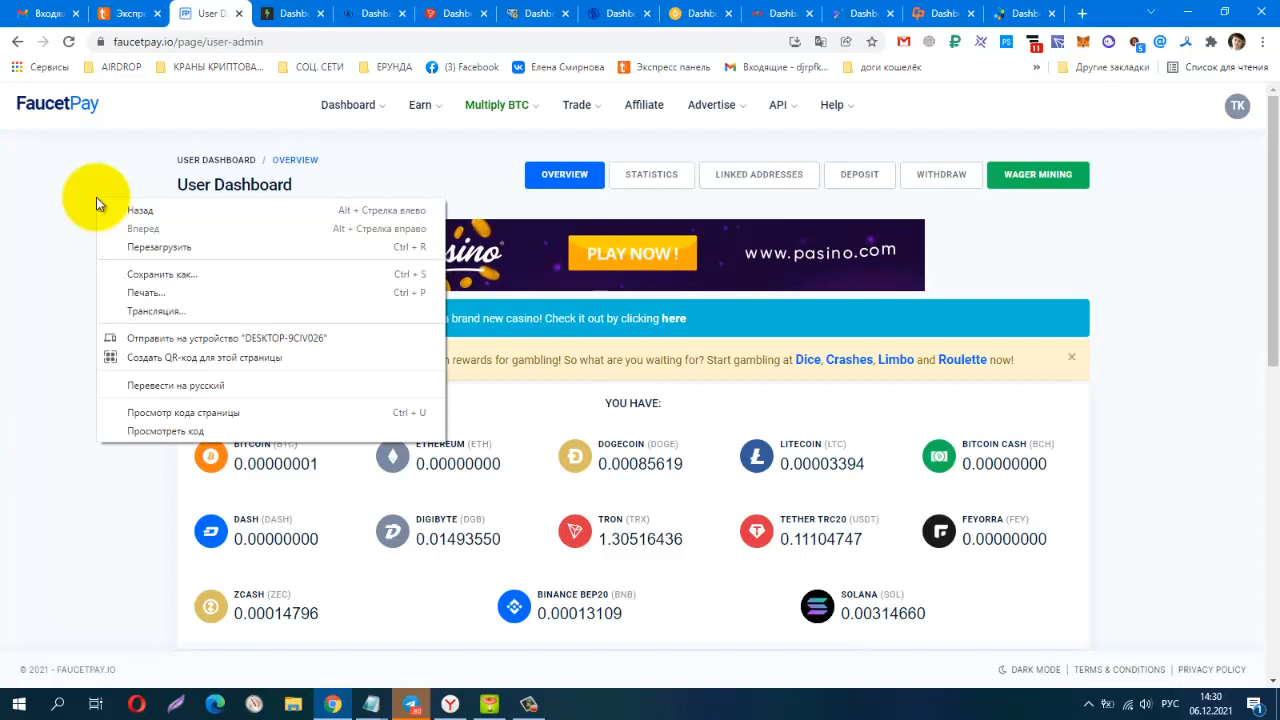 Входящ
Экспрес
User D
Dashb
Dashbr
Dashb
Dashb
Dashb
Dashb
Dashb
Dashb
Dashb
Dashb
faucetpay.io/page/user-admin
11
5
Сервисы
AIRDROP
КРАНЫ КРИПТОВА...
СОЦ. СЕТИ
ЕРУНДА
(3) Facebook
Елена Смирнова
Экспресс панель
Входящие - djrpfk...
доги кошелёк
»
Другие закладки
Список для чтения
FaucetPay
Dashboard
Earn
Multiply BTC
Trade
Affiliate
Advertise
API
Help
TK
USER DASHBOARD / OVERVIEW
User Dashboard
OVERVIEW
STATISTICS
LINKED ADDRESSES
DEPOSIT
WITHDRAW
WAGER MINING
Назад Alt + Стрелка влево
Вперед Alt + Стрелка вправо
Перезагрузить Ctrl + R
Сохранить как... Ctrl + S
Печать... Ctrl + P
Трансляция...
Отправить на устройство "DESKTOP-9CIV026"
Создать QR-код для этой страницы
Перевести на русский
Просмотр кода страницы Ctrl + U
Просмотреть код
sino
PLAY NOW !
www.pasino.com
brand new casino! Check it out by clicking here
rewards for gambling! So what are you waiting for? Start gambling at Dice, Crashes, Limbo and Roulette now!
×
YOU HAVE:
BITCOIN (BTC)
0.00000001
ETHEREUM (ETH)
0.00000000
DOGECOIN (DOGE)
0.00085619
LITECOIN (LTC)
0.00003394
BITCOIN CASH (BCH)
0.00000000
DASH (DASH)
0.00000000
DIGIBYTE (DGB)
0.01493550
TRON (TRX)
1.30516436
TETHER TRC20 (USDT)
0.11104747
FEYORRA (FEY)
0.00000000
ZCASH (ZEC)
0.00014796
BINANCE BEP20 (BNB)
0.00013109
SOLANA (SOL)
0.00314660
© 2021 - FAUCETPAY.IO
DARK MODE | TERMS & CONDITIONS | PRIVACY POLICY
80
РУС
14:30
06.12.2021
1